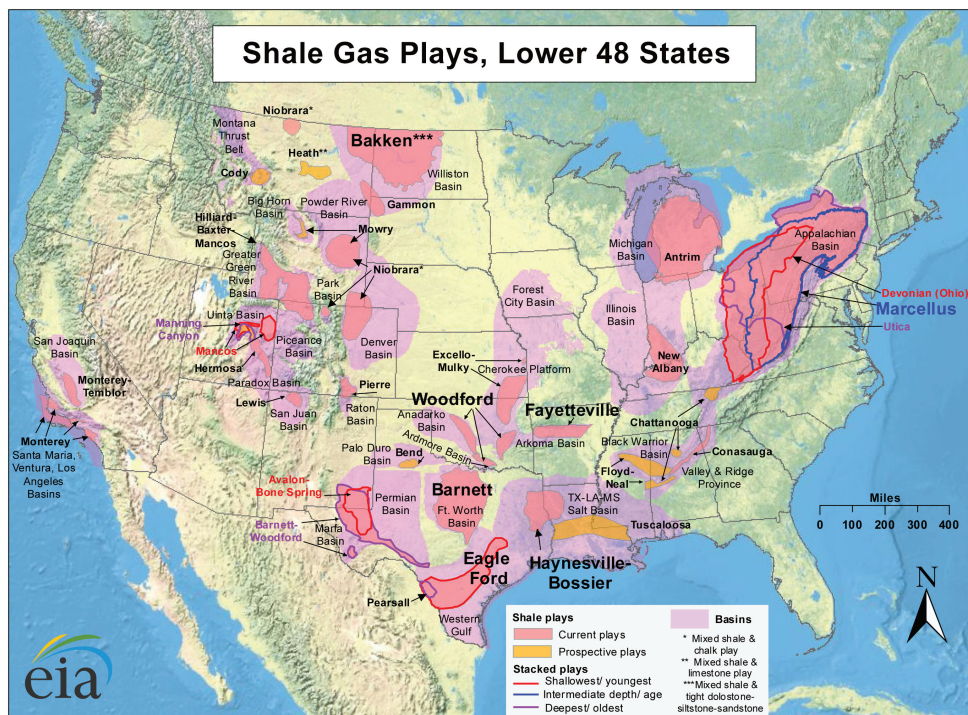 Shale Gas Plays, Lower 48 States
Niobrara*
Montana
Thrust
Belt
Bakken***
Heath**
Cody
Williston
Basin
Big Horn
Basin
Powder River
Basin
Gammon
Hilliard-
Baxter-
Mancos
Mowry
Greater
Green
River
Basin
Niobrara*
Park
Basin
Michigan
Basin
Antrim
Appalachian
Basin
Devonian (Ohio)
Marcellus
Utica
Forest
City Basin
Illinois
Basin
Uinta Basin
Manning
Canyon
Mancos
Piceance
Basin
Denver
Basin
Hermosa
San Joaquin
Basin
Monterey-
Temblor
Paradox Basin
Lewis
San Juan
Basin
Pierre
Raton
Basin
Excello-
Mulky
Cherokee Platform
New
Albany
Woodford
Anadarko
Basin
Fayetteville
Arkoma Basin
Chattanooga
Ardmore Basin
Palo Duro
Basin
Bend
Black Warrior
Basin
Conasauga
Floyd-
Neal
Valley & Ridge
Province
Monterey
Santa Maria,
Ventura, Los
Angeles
Basins
Avalon-
Bone Spring
Permian
Basin
Barnett
Ft. Worth
Basin
TX-LA-MS
Salt Basin
Tuscaloosa
Barnett-
Woodford
Marfa
Basin
Eagle
Ford
Haynesville-
Bossier
Pearsall
Western
Gulf
Miles
0 100 200 300 400
N
Shale plays
Current plays
Prospective plays
Stacked plays
Shallowest/ youngest
Intermediate depth/ age
Deepest/ oldest
Basins
* Mixed shale &
chalk play
** Mixed shale &
limestone play
***Mixed shale &
tight dolostone-
siltstone-sandstone
eia